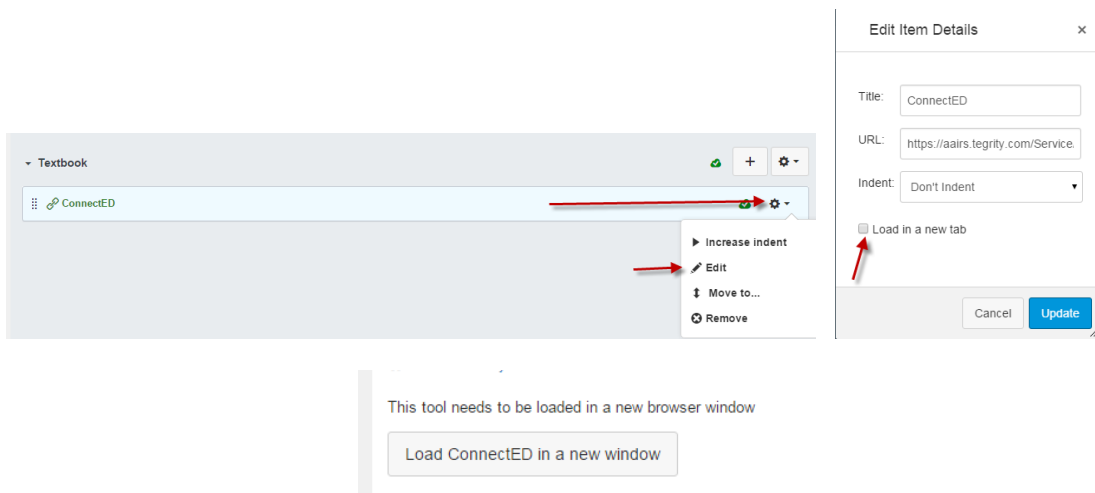 Textbook
ConnectED
Increase indent
Edit
Move to...
Remove
Edit Item Details
Title: ConnectED
URL: https://aairs.tegrity.com/Service.
Indent: Don't Indent
Load in a new tab
Cancel Update
This tool needs to be loaded in a new browser window
Load ConnectED in a new window